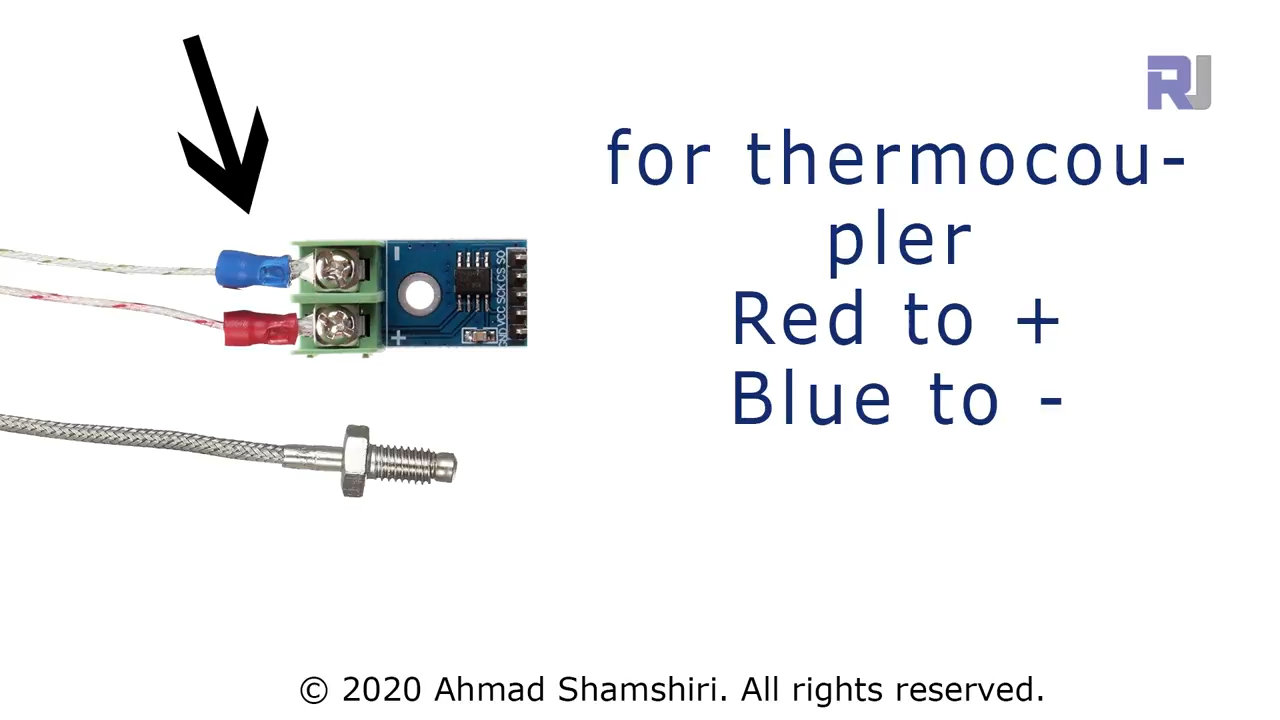 RJ
for thermocou-
pler
Red to +
Blue to -
-
+
SO
CS
SCK
VCC
GND
© 2020 Ahmad Shamshiri. All rights reserved.